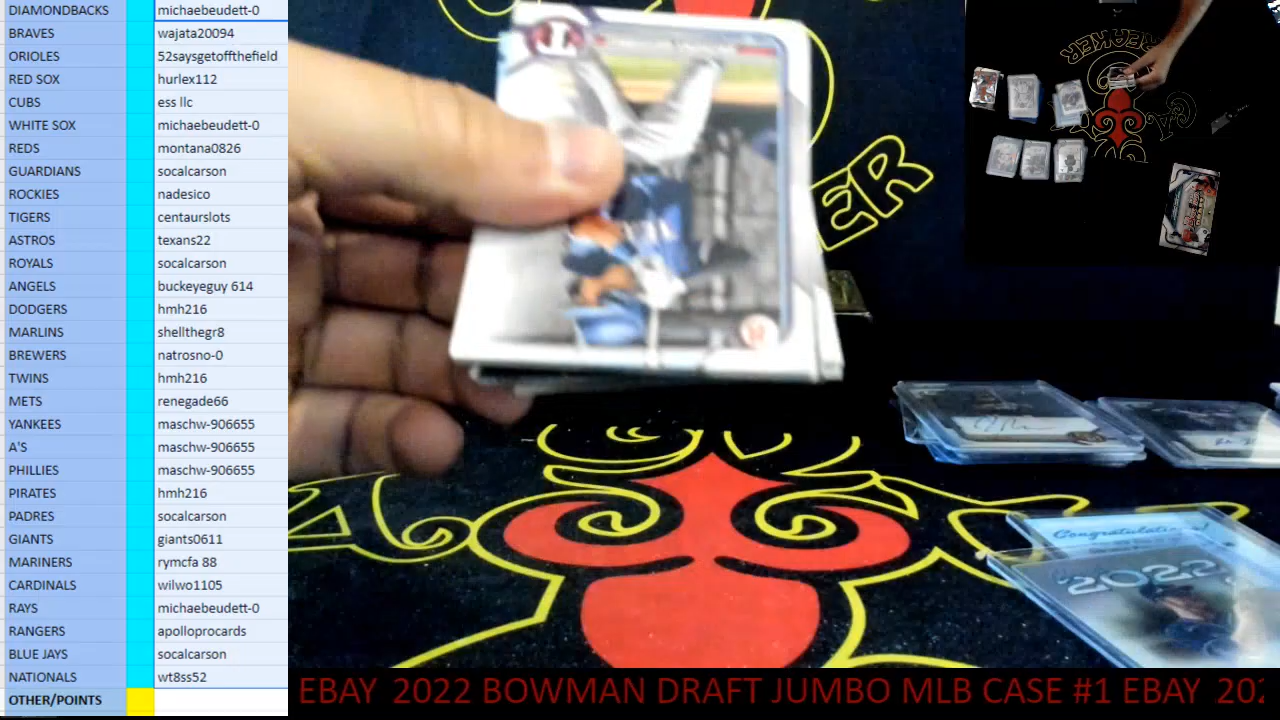 DIAMONDBACKS michaebeudett-0
BRAVES wajata20094
ORIOLES 52saysgetoffthefield
RED SOX hurlex112
CUBS ess llc
WHITE SOX michaebeudett-0
REDS montana0826
GUARDIANS socalcarson
ROCKIES nadesico
TIGERS centaurslots
ASTROS texans22
ROYALS socalcarson
ANGELS buckeyeguy 614
DODGERS hmh216
MARLINS shellthegr8
BREWERS natrosno-0
TWINS hmh216
METS renegade66
YANKEES maschw-906655
A'S maschw-906655
PHILLIES maschw-906655
PIRATES hmh216
PADRES socalcarson
GIANTS giants0611
MARINERS rymcfa 88
CARDINALS wilwo1105
RAYS michaebeudett-0
RANGERS apolloprocards
BLUE JAYS socalcarson
NATIONALS wt8ss52
OTHER/POINTS
REAKER
ER
CA
Congratulations!
2022
EBAY 2022 BOWMAN DRAFT JUMBO MLB CASE #1 EBAY 202